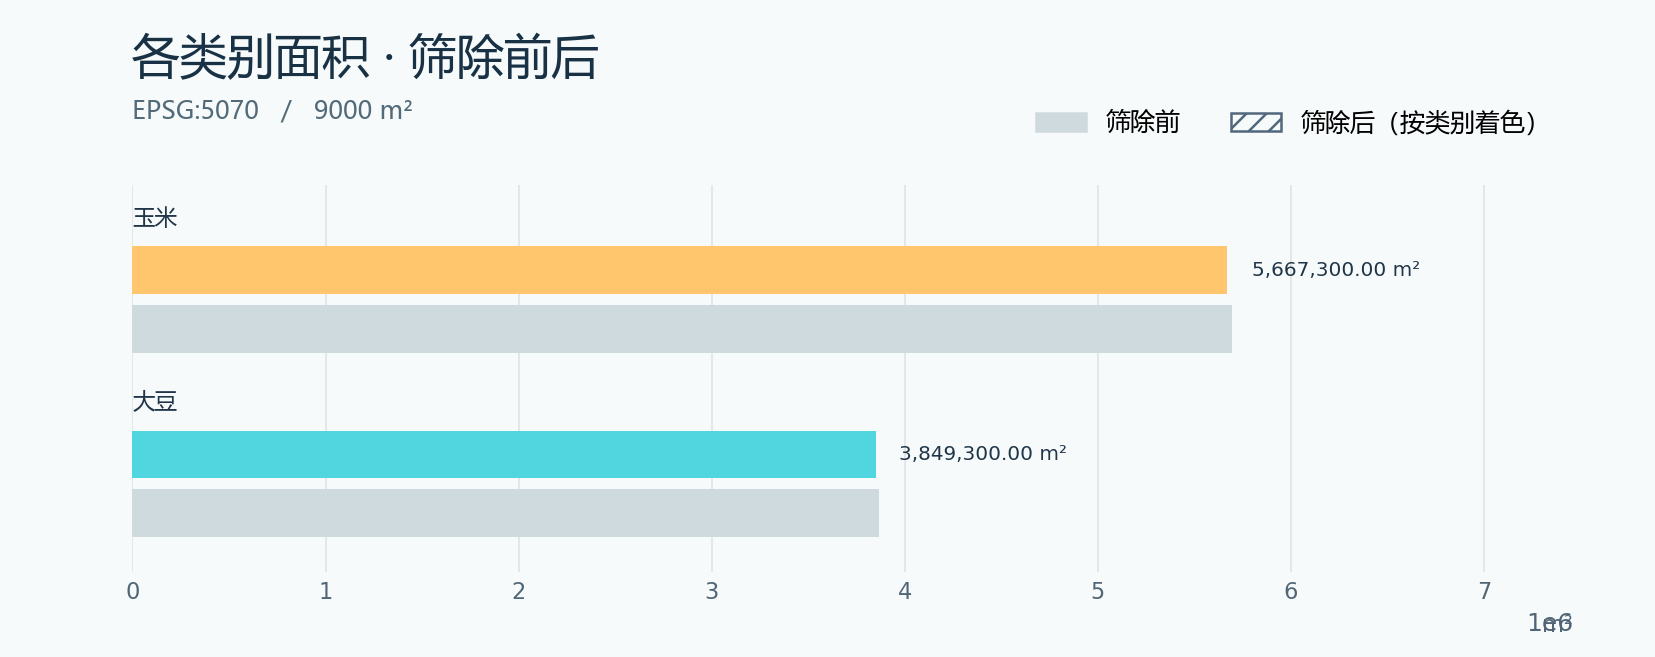 各类别面积 · 筛除前后
EPSG:5070 / 9000 m²
筛除前
筛除后（按类别着色）
玉米
5,667,300.00 m²
大豆
3,849,300.00 m²
0 1 2 3 4 5 6 7
1e6
m²